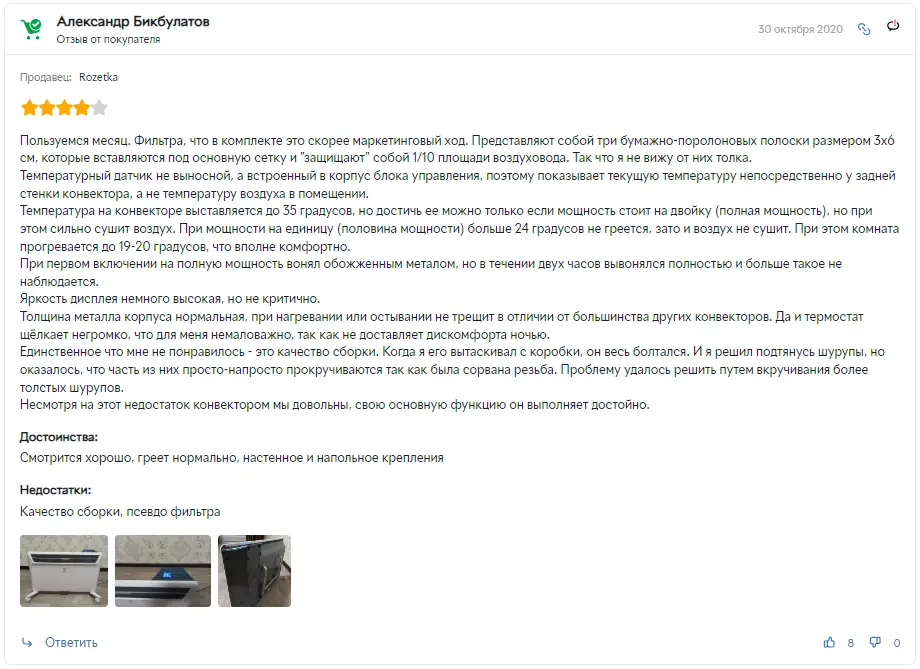 Александр Бикбулатов
Отзыв от покупателя
30 октября 2020
Продавец: Rozetka
Пользуемся месяц. Фильтра, что в комплекте это скорее маркетинговый ход. Представляют собой три бумажно-поролоновых полоски размером 3х6
см, которые вставляются под основную сетку и "защищают" собой 1/10 площади воздуховода. Так что я не вижу от них толка.
Температурный датчик не выносной, а встроенный в корпус блока управления, поэтому показывает текущую температуру непосредственно у задней
стенки конвектора, а не температуру воздуха в помещении.
Температура на конвекторе выставляется до 35 градусов, но достичь ее можно только если мощность стоит на двойку (полная мощность), но при
этом сильно сушит воздух. При мощности на единицу (половина мощности) больше 24 градусов не греется, зато и воздух не сушит. При этом комната
прогревается до 19-20 градусов, что вполне комфортно.
При первом включении на полную мощность вонял обожженным металом, но в течении двух часов вывонялся полностью и больше такое не
наблюдается.
Яркость дисплея немного высокая, но не критично.
Толщина металла корпуса нормальная, при нагревании или остывании не трещит в отличии от большинства других конвекторов. Да и термостат
щёлкает негромко, что для меня немаловажно, так как не доставляет дискомфорта ночью.
Единственное что мне не понравилось - это качество сборки. Когда я его вытаскивал с коробки, он весь болтался. И я решил подтянусь шурупы, но
оказалось, что часть из них просто-напросто прокручиваются так как была сорвана резьба. Проблему удалось решить путем вкручивания более
толстых шурупов.
Несмотря на этот недостаток конвектором мы довольны, свою основную функцию он выполняет достойно.
Достоинства:
Смотрится хорошо, греет нормально, настенное и напольное крепления
Недостатки:
Качество сборки, псевдо фильтра
Ответить
8
0